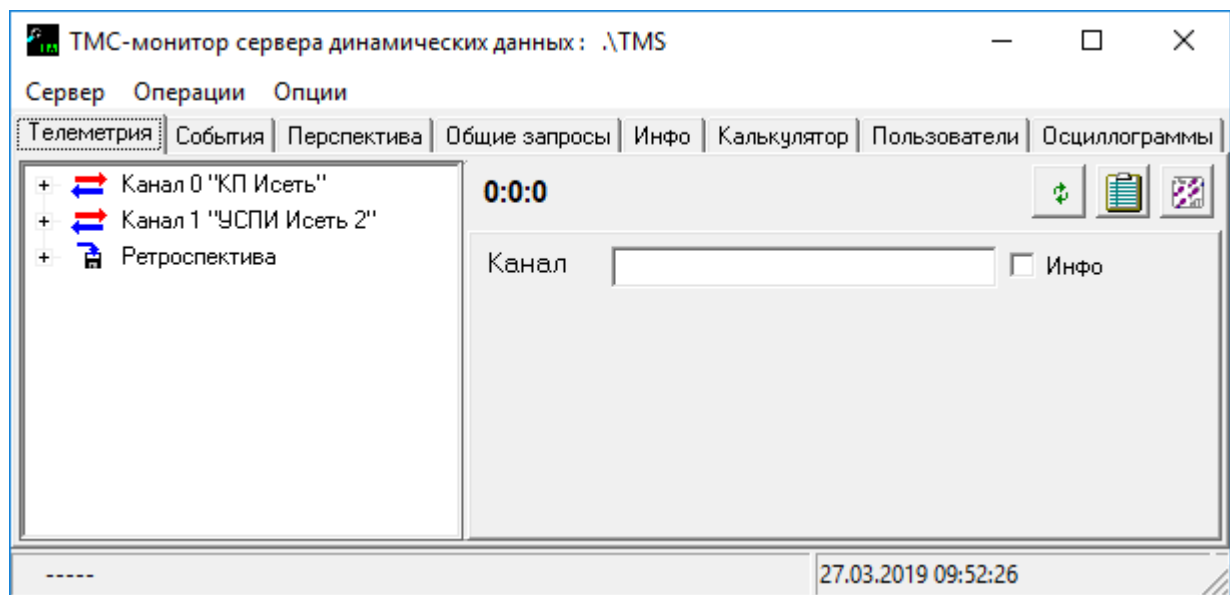 ТМС-монитор сервера динамических данных : .\TMS
Сервер Операции Опции
Телеметрия События Перспектива Общие запросы Инфо Калькулятор Пользователи Осциллограммы
Канал 0 "КП Исеть"
Канал 1 "УСПИ Исеть 2"
Ретроспектива
0:0:0
Канал
Инфо
-----
27.03.2019 09:52:26